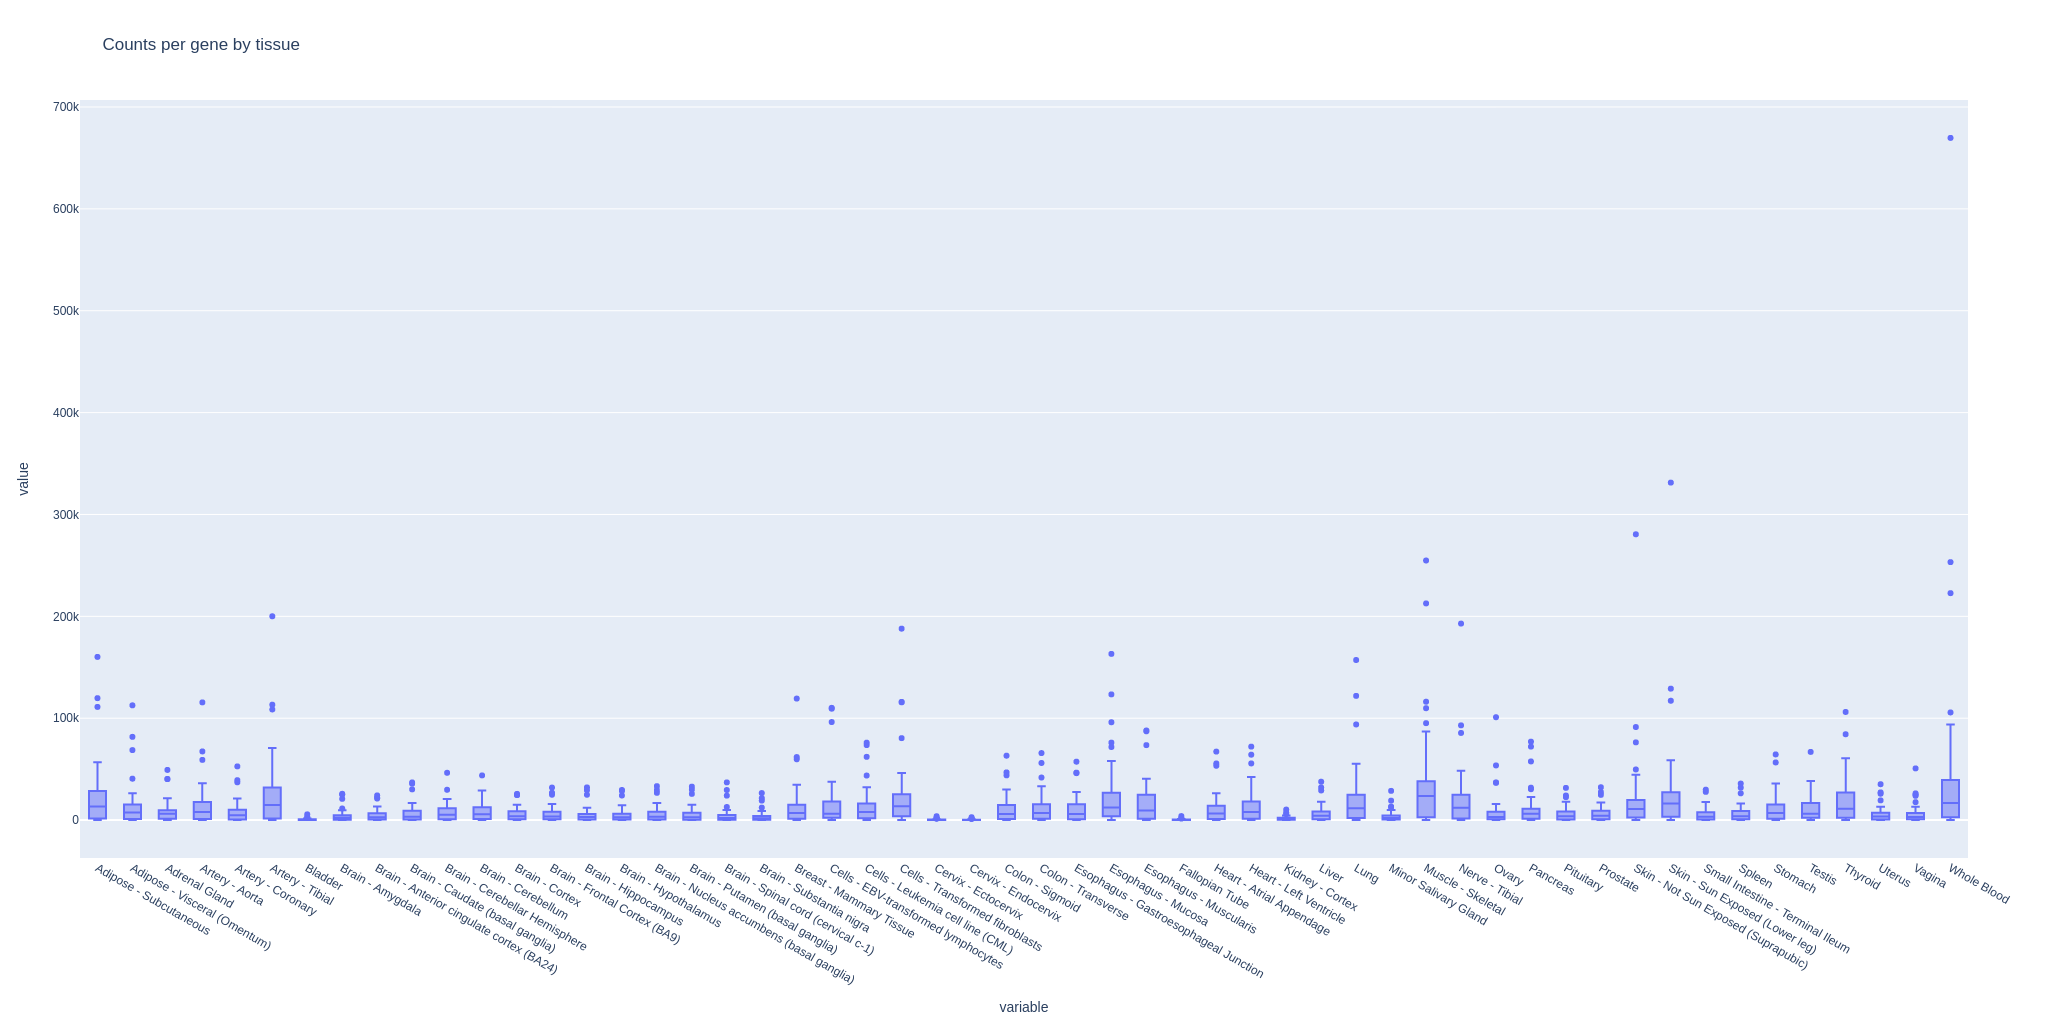 Counts per gene by tissue
700k
600k
500k
400k
300k
200k
100k
0
value
Adipose - Subcutaneous
Adipose - Visceral (Omentum)
Adrenal Gland
Artery - Aorta
Artery - Coronary
Artery - Tibial
Bladder
Brain - Amygdala
Brain - Anterior cingulate cortex (BA24)
Brain - Caudate (basal ganglia)
Brain - Cerebellar Hemisphere
Brain - Cerebellum
Brain - Cortex
Brain - Frontal Cortex (BA9)
Brain - Hippocampus
Brain - Hypothalamus
Brain - Nucleus accumbens (basal ganglia)
Brain - Putamen (basal ganglia)
Brain - Spinal cord (cervical c-1)
Brain - Substantia nigra
Breast - Mammary Tissue
Cells - EBV-transformed lymphocytes
Cells - Leukemia cell line (CML)
Cells - Transformed fibroblasts
Cervix - Ectocervix
Cervix - Endocervix
Colon - Sigmoid
Colon - Transverse
Esophagus - Gastroesophageal Junction
Esophagus - Mucosa
Esophagus - Muscularis
Fallopian Tube
Heart - Atrial Appendage
Heart - Left Ventricle
Kidney - Cortex
Liver
Lung
Minor Salivary Gland
Muscle - Skeletal
Nerve - Tibial
Ovary
Pancreas
Pituitary
Prostate
Skin - Not Sun Exposed (Suprapubic)
Skin - Sun Exposed (Lower leg)
Small Intestine - Terminal Ileum
Spleen
Stomach
Testis
Thyroid
Uterus
Vagina
Whole Blood
variable